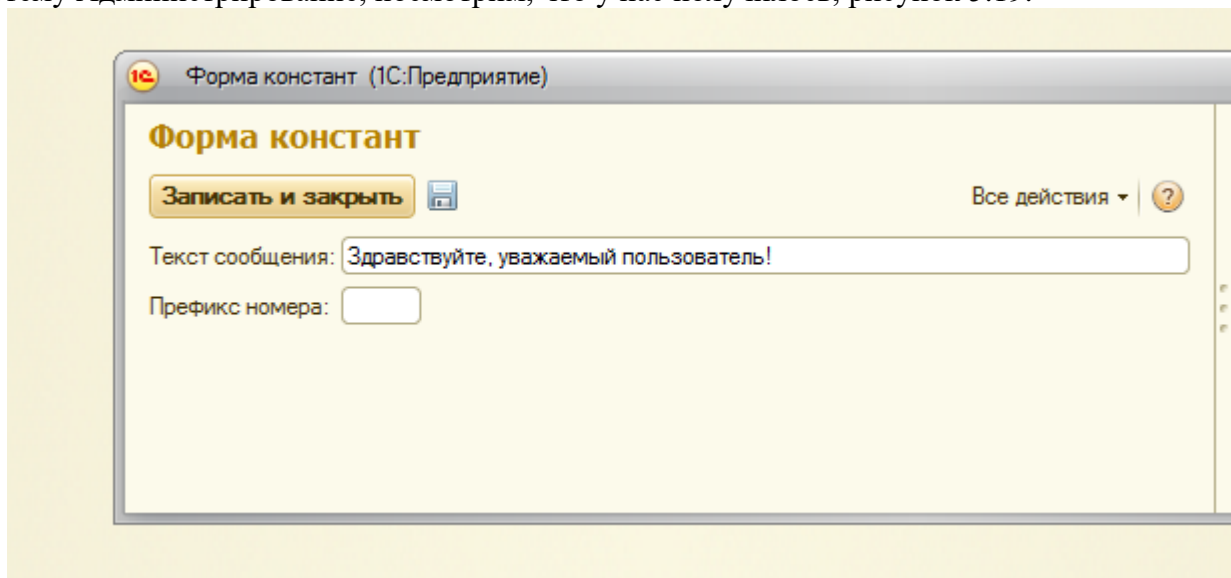 Форма констант (1С:Предприятие)
Форма констант
Записать и закрыть
Все действия
Текст сообщения: Здравствуйте, уважаемый пользователь!
Префикс номера: